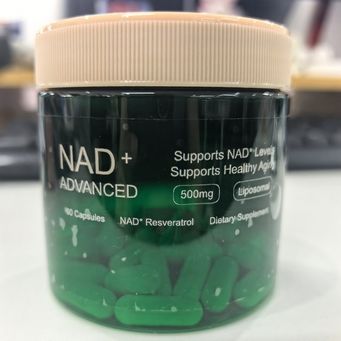 NAD+
ADVANCED
Supports NAD+ Levels
Supports Healthy Aging
500mg
Liposomal
60 Capsules
NAD+ Resveratrol
Dietary Supplement